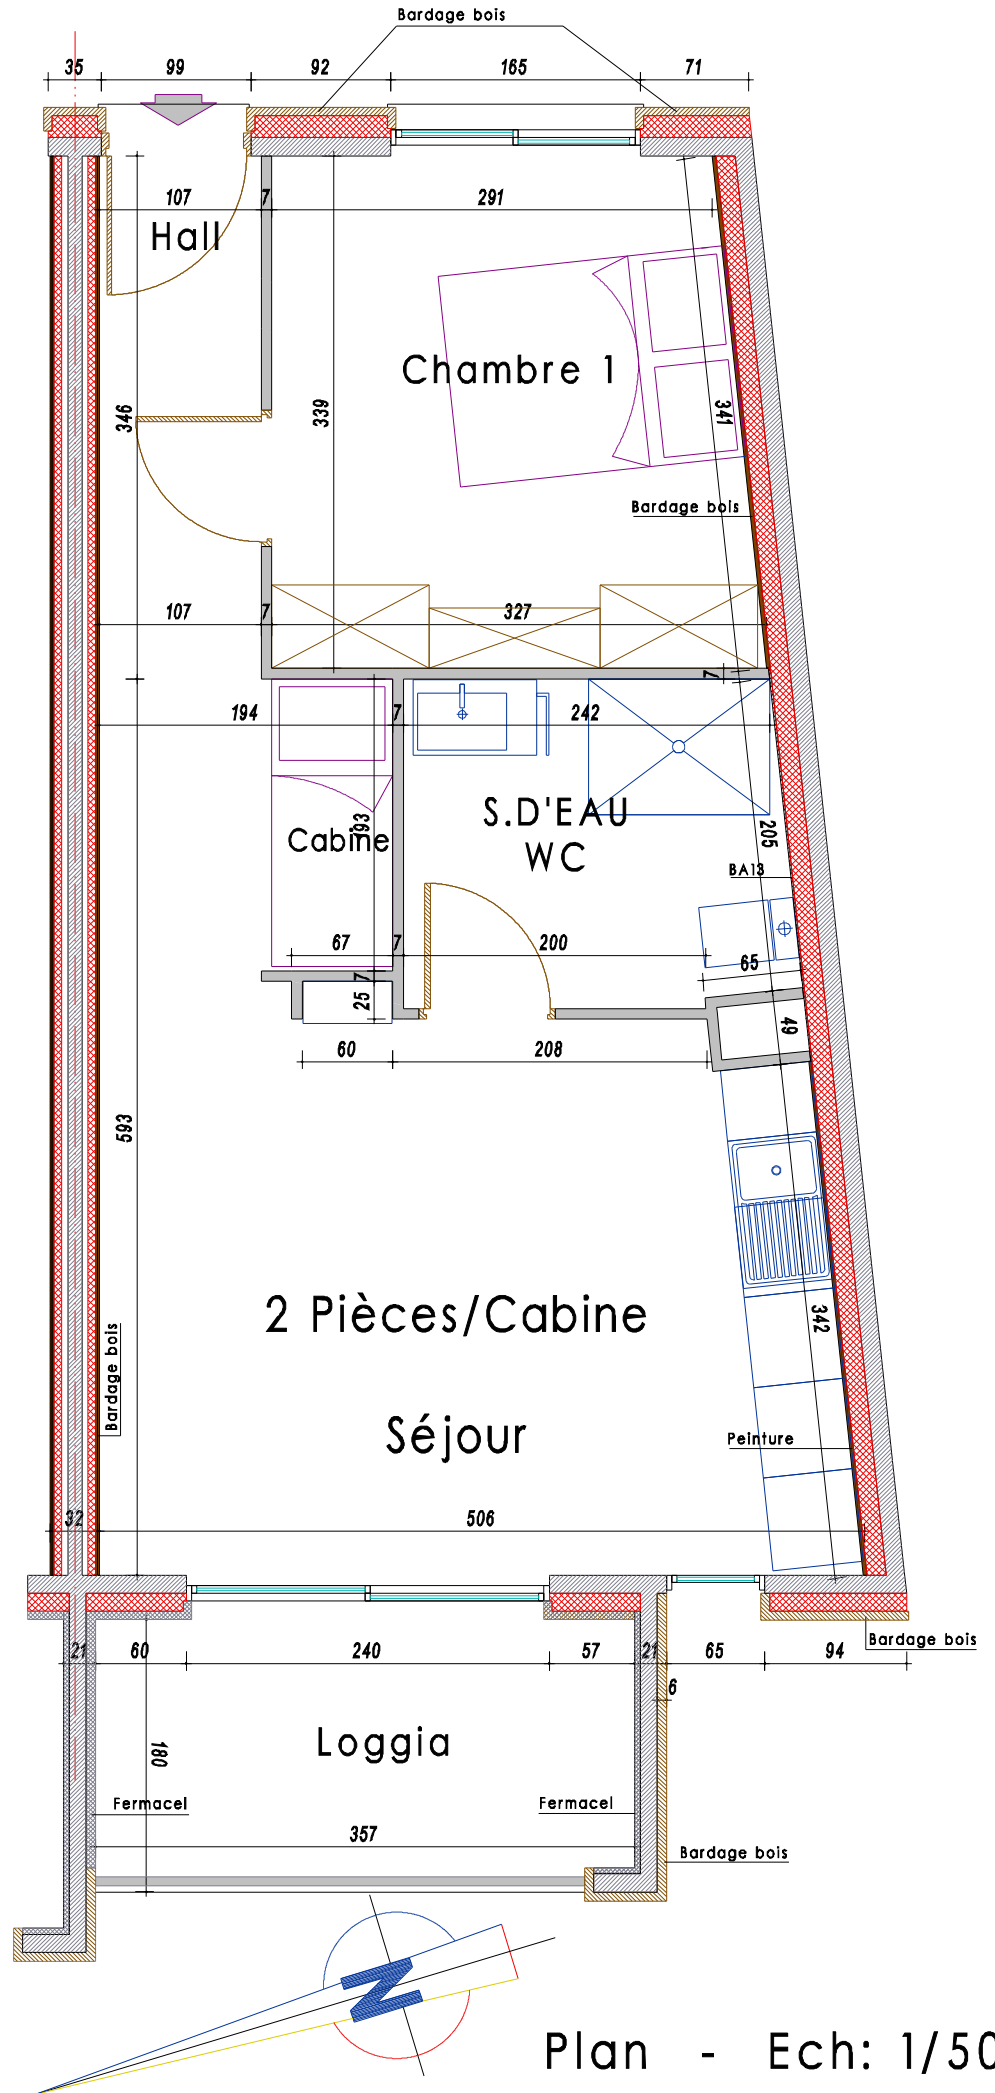 Bardage bois
35 99 92 165 71
107 7 291
Hall
Chambre 1
346
339
341
Bardage bois
107 7 327
7
194 7 242
S.D'EAU
WC
193
Cabine
205
BA13
67 7 200
65
7
25
49
60 208
593
2 Pièces/Cabine
342
Bardage bois
Séjour
Peinture
32 506
Bardage bois
21 60 240 57 21 65 94
6
Loggia
180
Fermacel
Fermacel
357
Bardage bois
N
Plan - Ech: 1/50